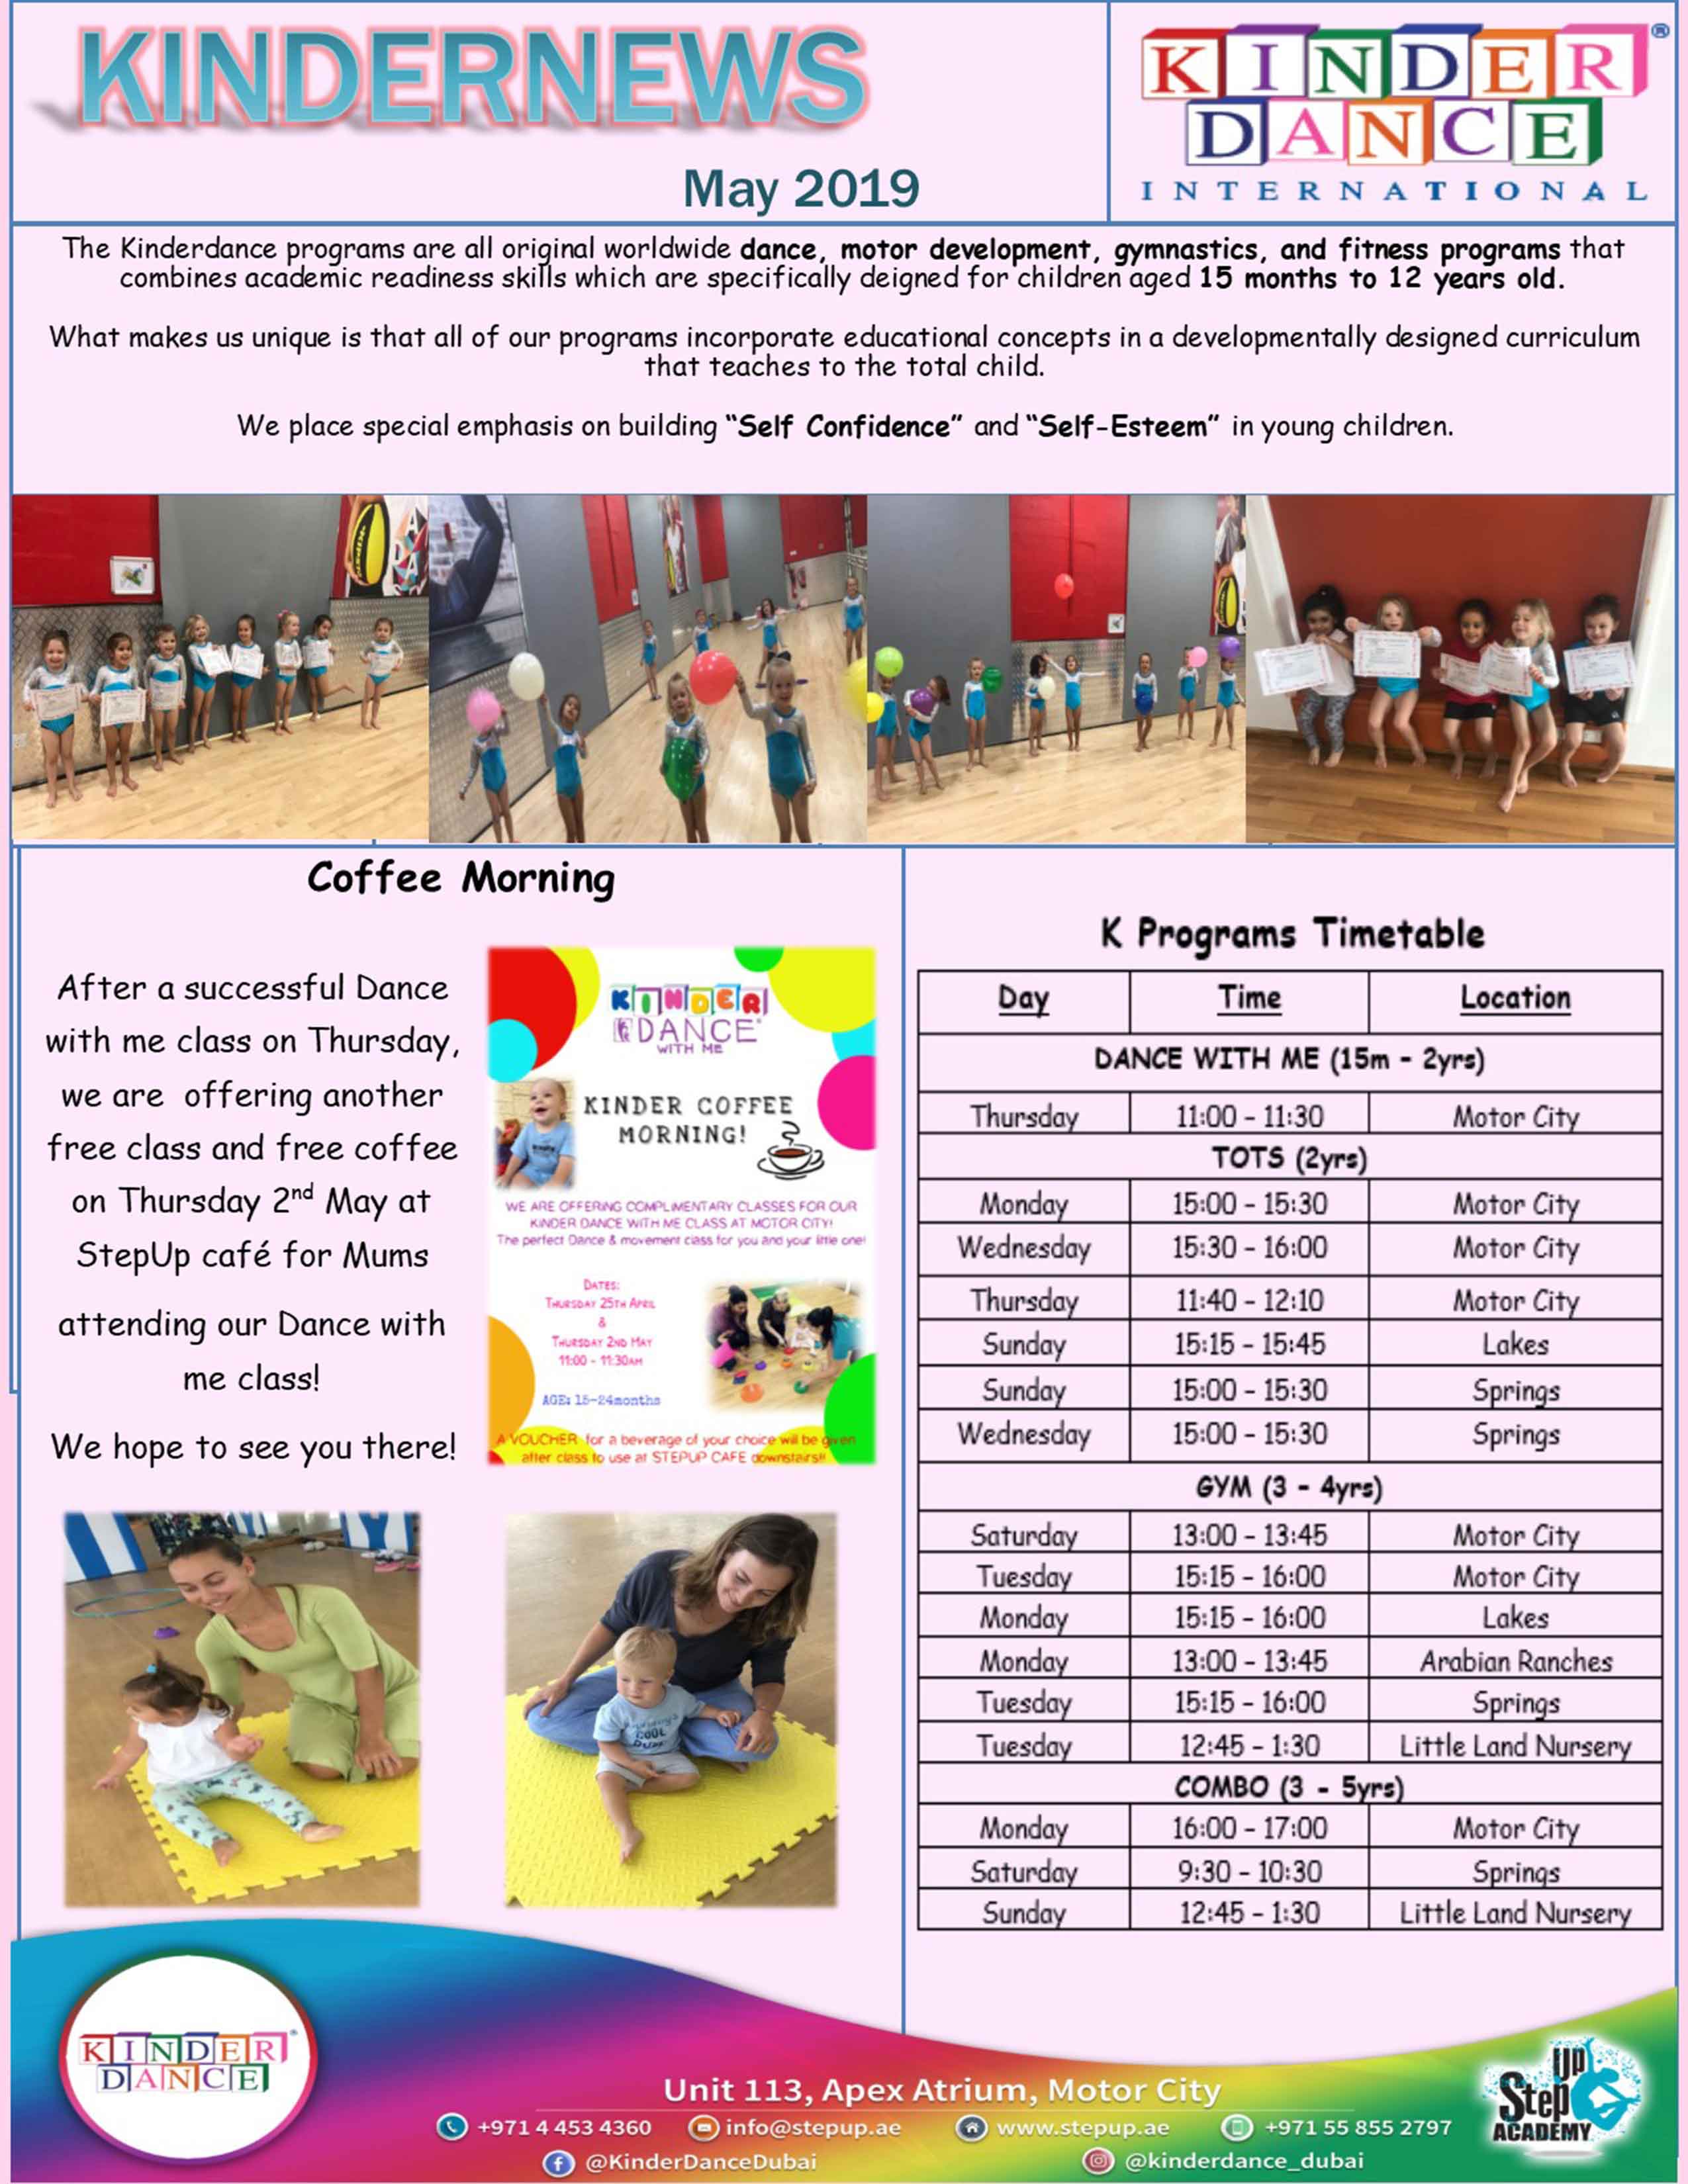 KINDERNEWS
May 2019
KINDER
DANCE
INTERNATIONAL
The Kinderdance programs are all original worldwide dance, motor development, gymnastics, and fitness programs that
combines academic readiness skills which are specifically deigned for children aged 15 months to 12 years old.
What makes us unique is that all of our programs incorporate educational concepts in a developmentally designed curriculum
that teaches to the total child.
We place special emphasis on building “Self Confidence” and “Self-Esteem” in young children.
Coffee Morning
After a successful Dance
with me class on Thursday,
we are offering another
free class and free coffee
on Thursday 2nd May at
StepUp café for Mums
attending our Dance with
me class!
We hope to see you there!
KINDER
DANCE
WITH ME
KINDER COFFEE
MORNING!
WE ARE OFFERING COMPLIMENTARY CLASSES FOR OUR
KINDER DANCE WITH ME CLASS AT MOTOR CITY!
The perfect Dance & movement class for you and your little one!
DATES:
THURSDAY 25TH APRIL
&
THURSDAY 2ND MAY
11:00 - 11:30AM
AGE: 15-24months
A VOUCHER for a beverage of your choice will be given
after class to use at STEPUP CAFE downstairs!!
K Programs Timetable
Day Time Location
DANCE WITH ME (15m - 2yrs)
Thursday 11:00 - 11:30 Motor City
TOTS (2yrs)
Monday 15:00 - 15:30 Motor City
Wednesday 15:30 - 16:00 Motor City
Thursday 11:40 - 12:10 Motor City
Sunday 15:15 - 15:45 Lakes
Sunday 15:00 - 15:30 Springs
Wednesday 15:00 - 15:30 Springs
GYM (3 - 4yrs)
Saturday 13:00 - 13:45 Motor City
Tuesday 15:15 - 16:00 Motor City
Monday 15:15 - 16:00 Lakes
Monday 13:00 - 13:45 Arabian Ranches
Tuesday 15:15 - 16:00 Springs
Tuesday 12:45 - 1:30 Little Land Nursery
COMBO (3 - 5yrs)
Monday 16:00 - 17:00 Motor City
Saturday 9:30 - 10:30 Springs
Sunday 12:45 - 1:30 Little Land Nursery
KINDER
DANCE
Unit 113, Apex Atrium, Motor City
+971 4 453 4360 info@stepup.ae www.stepup.ae +971 55 855 2797
@KinderDanceDubai @kinderdance_dubai
Step Up
ACADEMY